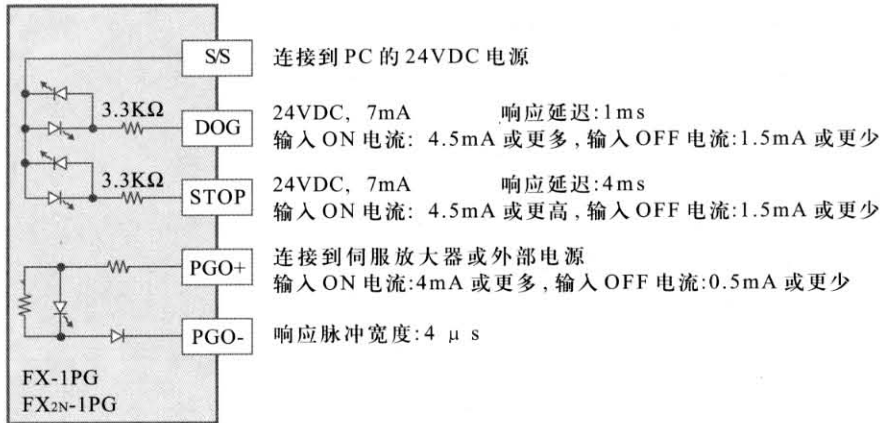 S/S 连接到PC的24VDC电源
3.3KΩ DOG 24VDC, 7mA 响应延迟:1ms
输入ON电流: 4.5mA或更多,输入OFF电流:1.5mA或更少
3.3KΩ STOP 24VDC, 7mA 响应延迟:4ms
输入ON电流: 4.5mA或更高,输入OFF电流:1.5mA或更少
PGO+ 连接到伺服放大器或外部电源
输入ON电流:4mA或更多,输入OFF电流:0.5mA或更少
PGO- 响应脉冲宽度:4 μs
FX-1PG
FX2N-1PG